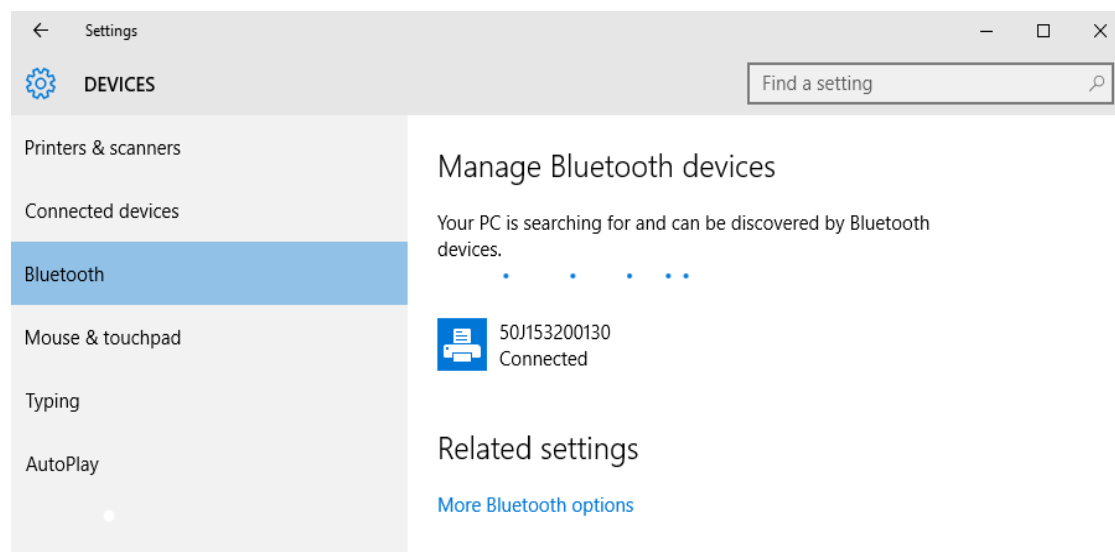 Settings
DEVICES
Find a setting
Printers & scanners
Connected devices
Bluetooth
Mouse & touchpad
Typing
AutoPlay
Manage Bluetooth devices
Your PC is searching for and can be discovered by Bluetooth
devices.
50J153200130
Connected
Related settings
More Bluetooth options